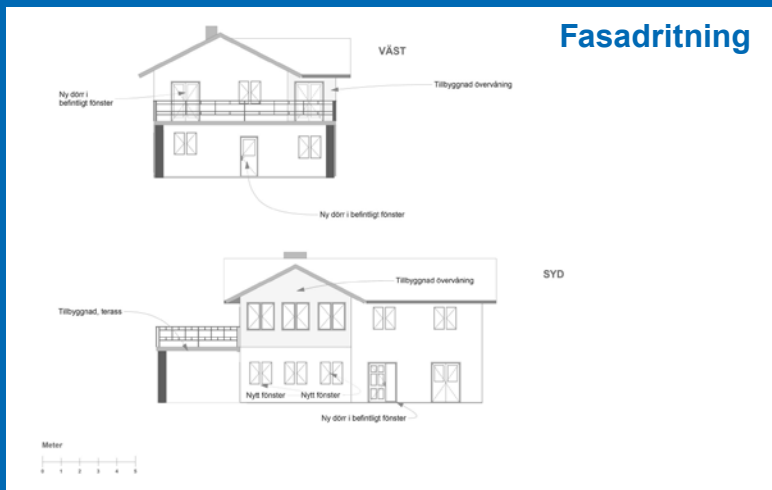 Fasadritning
VÄST
Tillbyggnad övervåning
Ny dörr i
befintligt fönster
Ny dörr i befintligt fönster
SYD
Tillbyggnad övervåning
Tillbyggnad, terass
Nytt fönster
Nytt fönster
Ny dörr i befintligt fönster
Meter
0 1 2 3 4 5